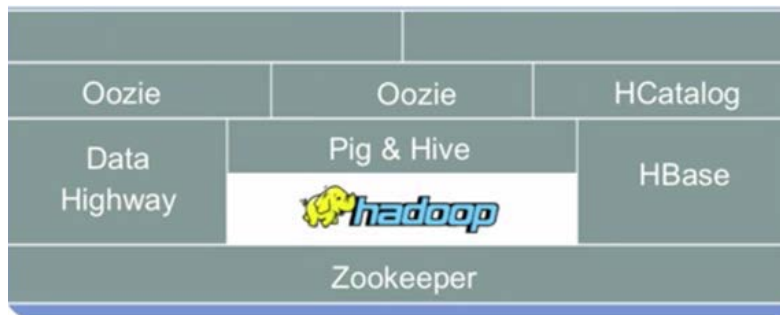 Oozie
Oozie
HCatalog
Data
Highway
Pig & Hive
HBase
hadoop
Zookeeper